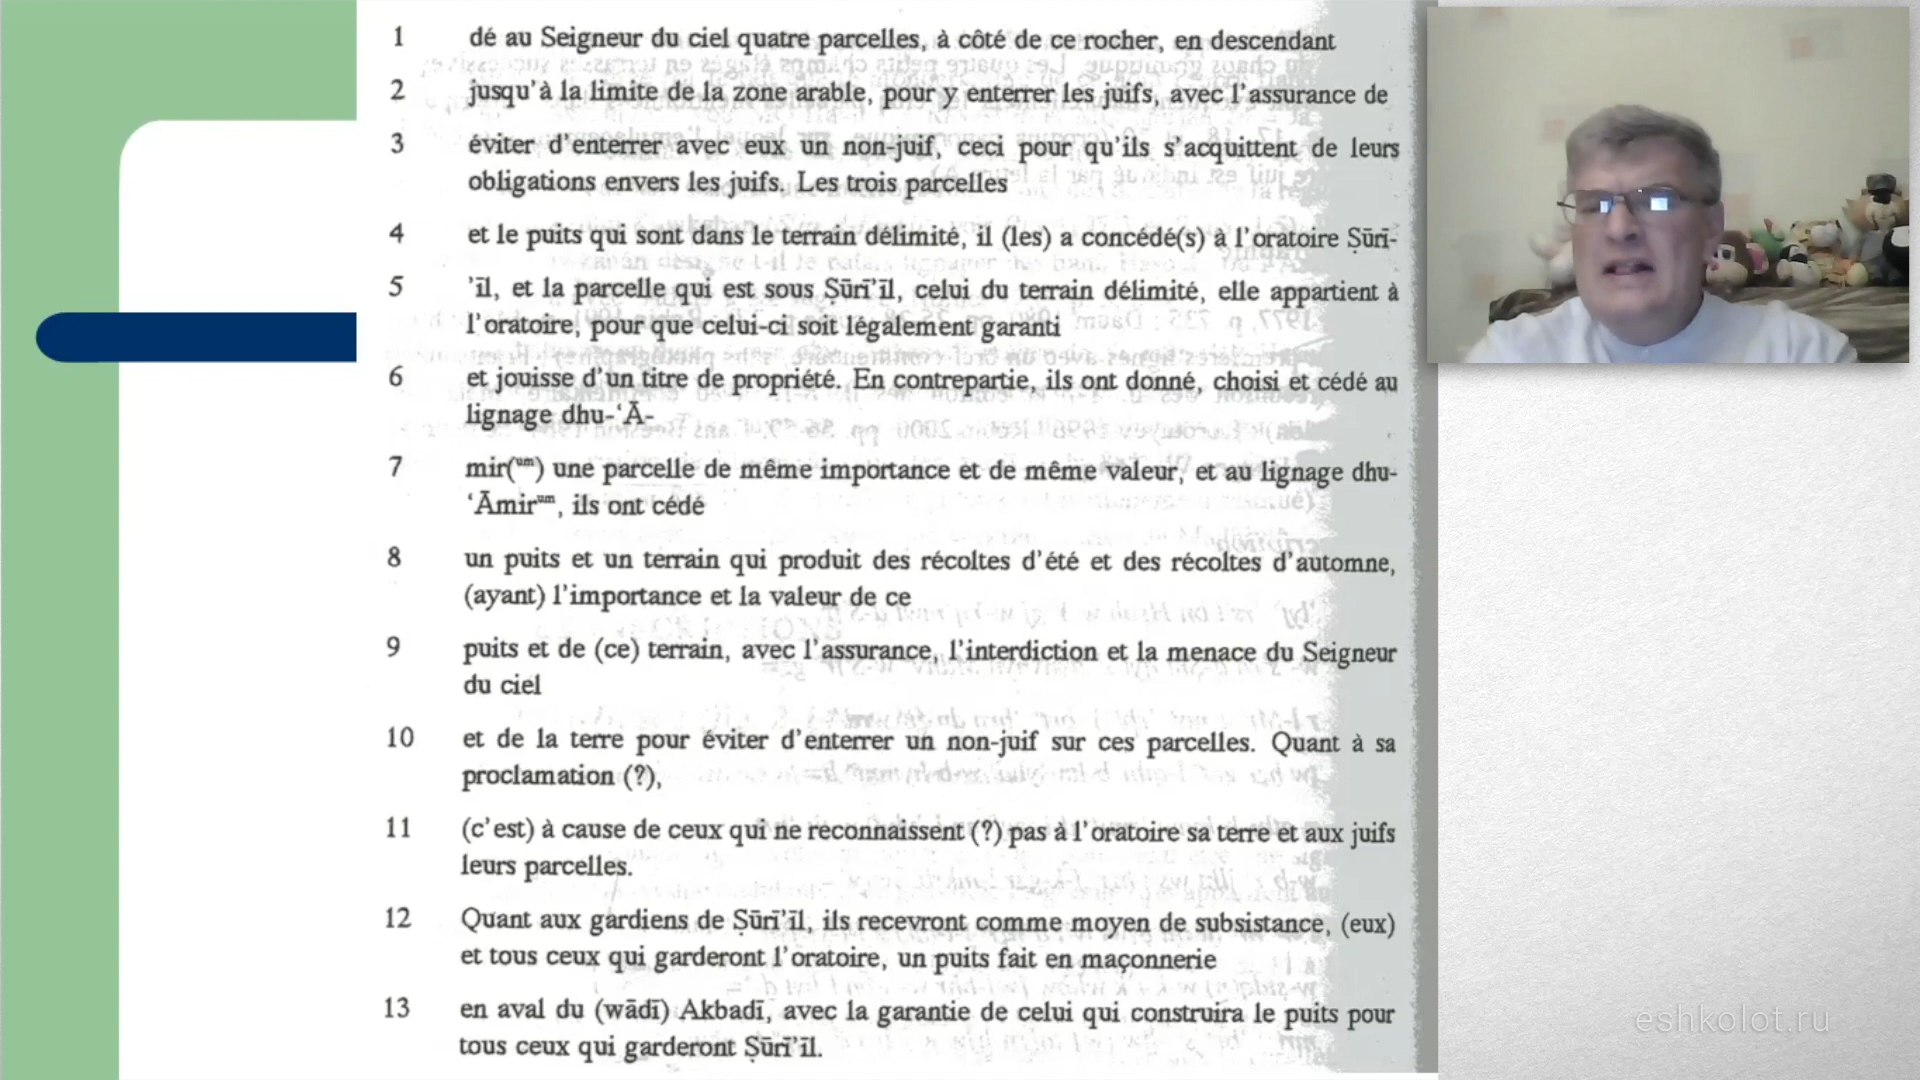 1 dé au Seigneur du ciel quatre parcelles, à côté de ce rocher, en descendant
2 jusqu'à la limite de la zone arable, pour y enterrer les juifs, avec l'assurance de
3 éviter d'enterrer avec eux un non-juif, ceci pour qu'ils s'acquittent de leurs
obligations envers les juifs. Les trois parcelles
4 et le puits qui sont dans le terrain délimité, il (les) a concédé(s) à l'oratoire Ṣūrī-
5 ʾīl, et la parcelle qui est sous Ṣūrīʾīl, celui du terrain délimité, elle appartient à
l'oratoire, pour que celui-ci soit légalement garanti
6 et jouisse d'un titre de propriété. En contrepartie, ils ont donné, choisi et cédé au
lignage dhu-ʿĀ-
7 mir(ᵘᵐ) une parcelle de même importance et de même valeur, et au lignage dhu-
ʿĀmirᵘᵐ, ils ont cédé
8 un puits et un terrain qui produit des récoltes d'été et des récoltes d'automne,
(ayant) l'importance et la valeur de ce
9 puits et de (ce) terrain, avec l'assurance, l'interdiction et la menace du Seigneur
du ciel
10 et de la terre pour éviter d'enterrer un non-juif sur ces parcelles. Quant à sa
proclamation (?),
11 (c'est) à cause de ceux qui ne reconnaissent (?) pas à l'oratoire sa terre et aux juifs
leurs parcelles.
12 Quant aux gardiens de Ṣūrīʾīl, ils recevront comme moyen de subsistance, (eux)
et tous ceux qui garderont l'oratoire, un puits fait en maçonnerie
13 en aval du (wādī) Akbadī, avec la garantie de celui qui construira le puits pour
tous ceux qui garderont Ṣūrīʾīl.
eshkolot.ru